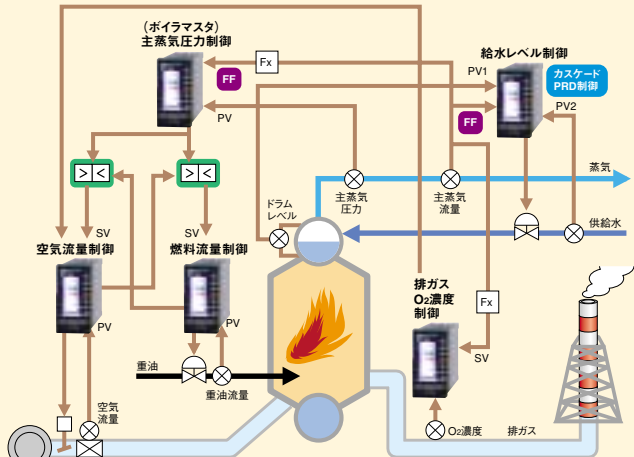 (ボイラマスタ)
主蒸気圧力制御
Fx
FF
PV
給水レベル制御
PV1
カスケード
PRD制御
PV2
FF
> <
> <
SV
SV
主蒸気
圧力
主蒸気
流量
蒸気
ドラム
レベル
供給水
空気流量制御
燃料流量制御
排ガス
O2濃度
制御
Fx
PV
PV
SV
重油
重油流量
空気
流量
O2濃度
排ガス